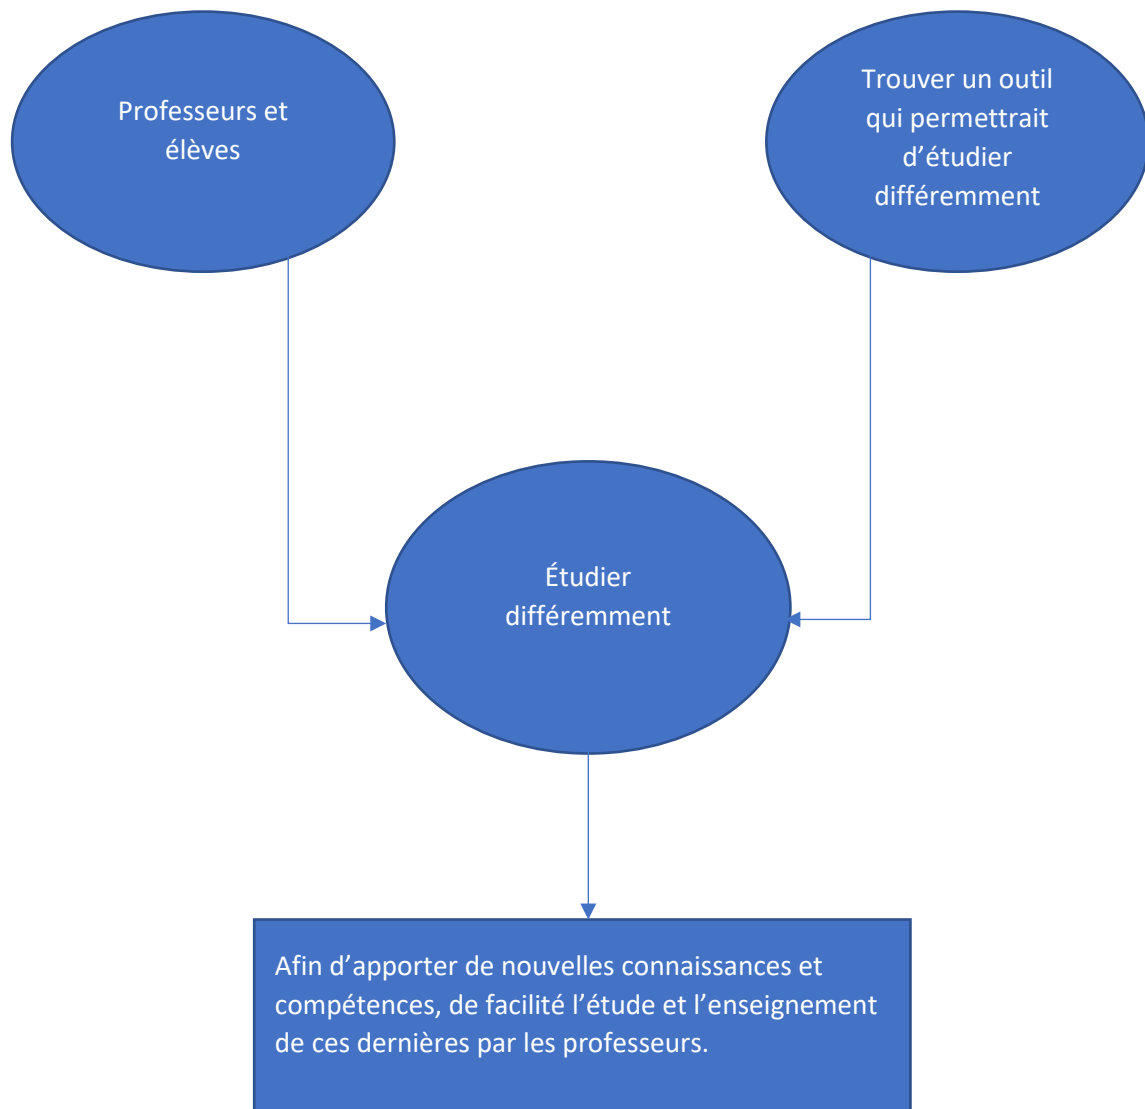 Professeurs et
élèves
Trouver un outil
qui permettrait
d’étudier
différemment
Étudier
différemment
Afin d’apporter de nouvelles connaissances et
compétences, de facilité l’étude et l’enseignement
de ces dernières par les professeurs.